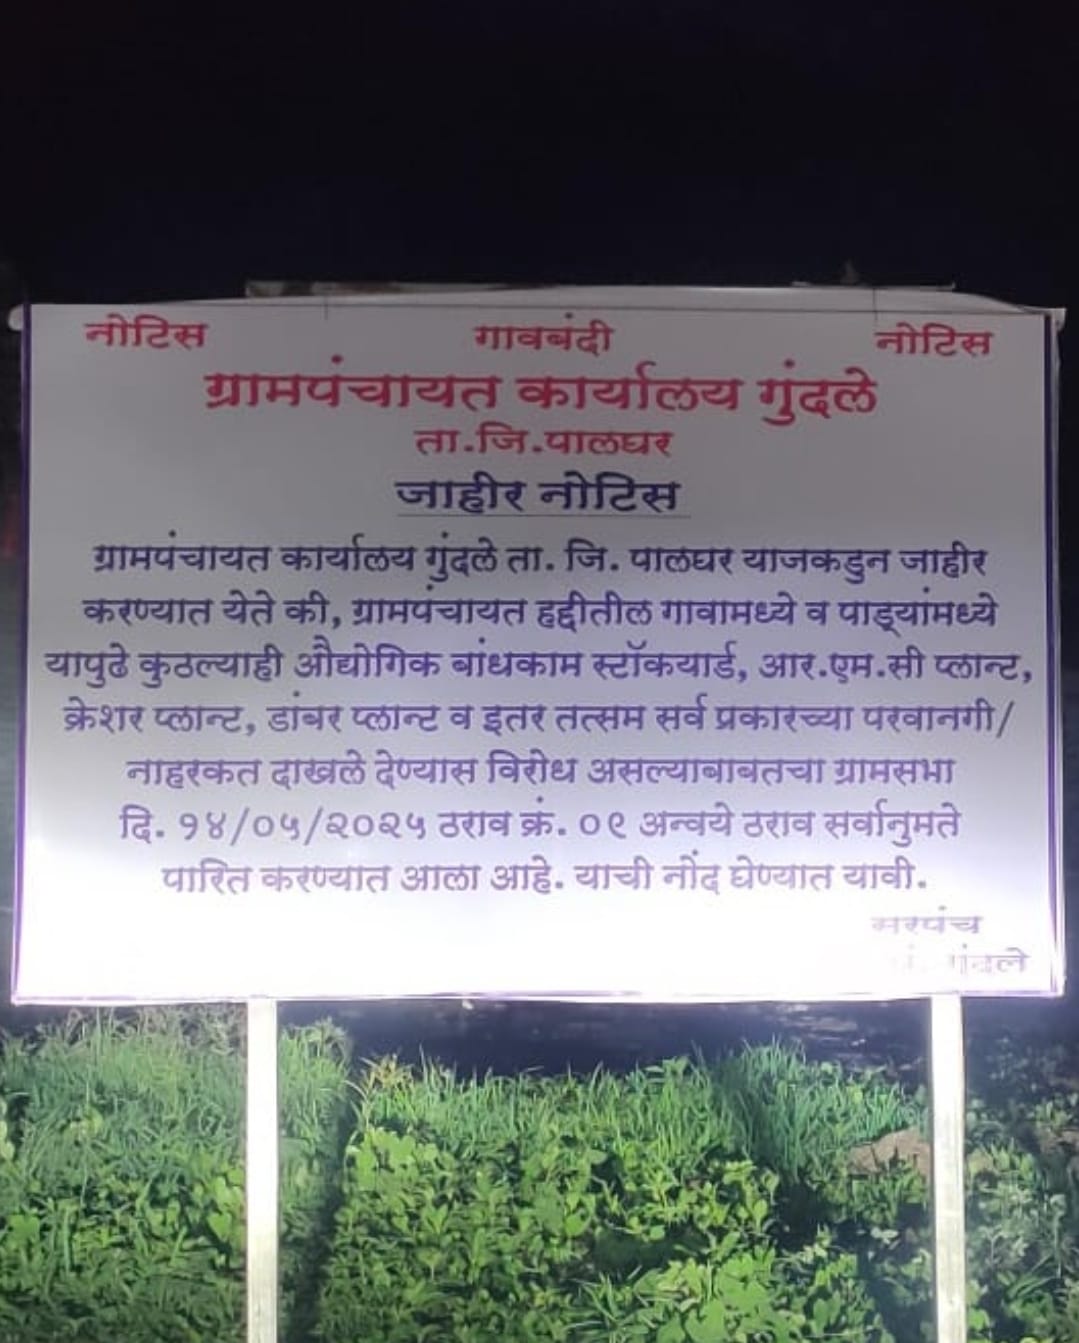 नोटिस गावबंदी नोटिस
ग्रामपंचायत कार्यालय गुंदले
ता.जि.पालघर
जाहीर नोटिस
ग्रामपंचायत कार्यालय गुंदले ता. जि. पालघर याजकडुन जाहीर
करण्यात येते की, ग्रामपंचायत हद्दीतील गावामध्ये व पाड्यांमध्ये
यापुढे कुठल्याही औद्योगिक बांधकाम स्टॉकयार्ड, आर.एम.सी प्लान्ट,
क्रेशर प्लान्ट, डांबर प्लान्ट व इतर तत्सम सर्व प्रकारच्या परवानगी/
नाहरकत दाखले देण्यास विरोध असल्याबाबतचा ग्रामसभा
दि. १४/०५/२०२५ ठराव क्रं. ०९ अन्वये ठराव सर्वानुमते
पारित करण्यात आला आहे. याची नोंद घेण्यात यावी.
सरपंच